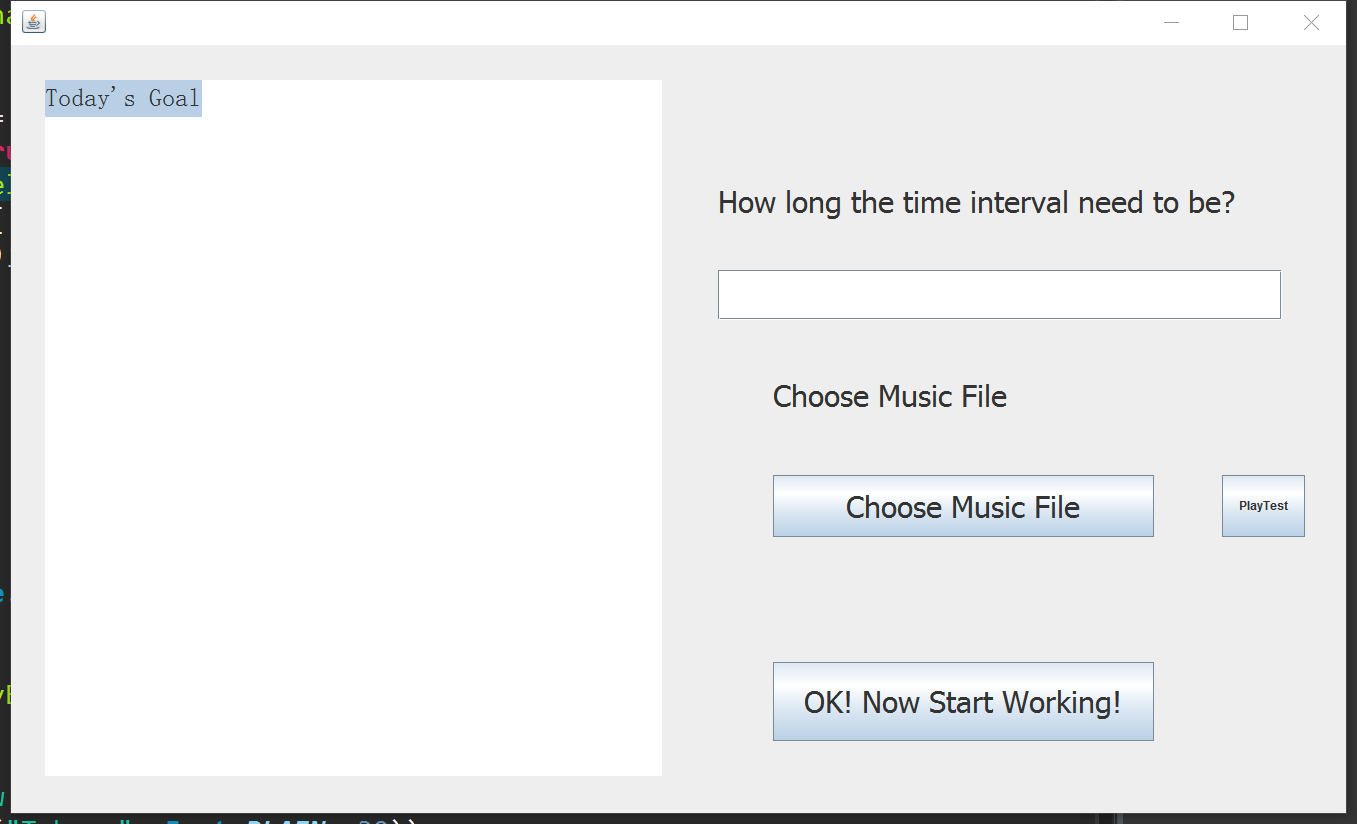 Today's Goal
How long the time interval need to be?
Choose Music File
Choose Music File
PlayTest
OK! Now Start Working!